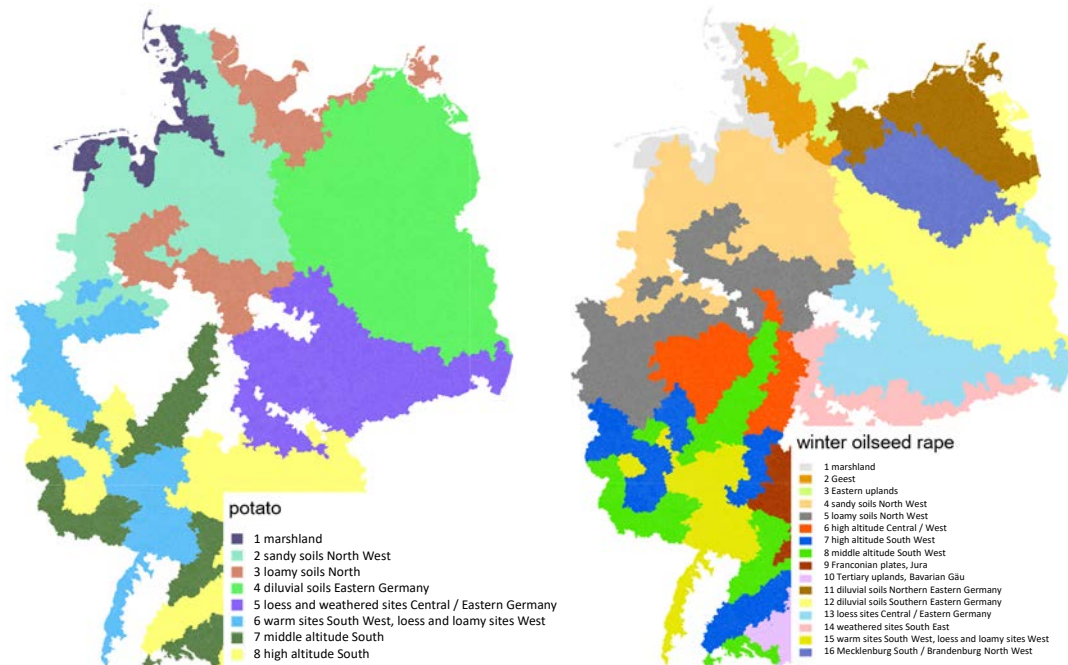 potato
1 marshland
2 sandy soils North West
3 loamy soils North
4 diluvial soils Eastern Germany
5 loess and weathered sites Central / Eastern Germany
6 warm sites South West, loess and loamy sites West
7 middle altitude South
8 high altitude South
winter oilseed rape
1 marshland
2 Geest
3 Eastern uplands
4 sandy soils North West
5 loamy soils North West
6 high altitude Central / West
7 high altitude South West
8 middle altitude South West
9 Franconian plates, Jura
10 Tertiary uplands, Bavarian Gäu
11 diluvial soils Northern Eastern Germany
12 diluvial soils Southern Eastern Germany
13 loess sites Central / Eastern Germany
14 weathered sites South East
15 warm sites South West, loess and loamy sites West
16 Mecklenburg South / Brandenburg North West